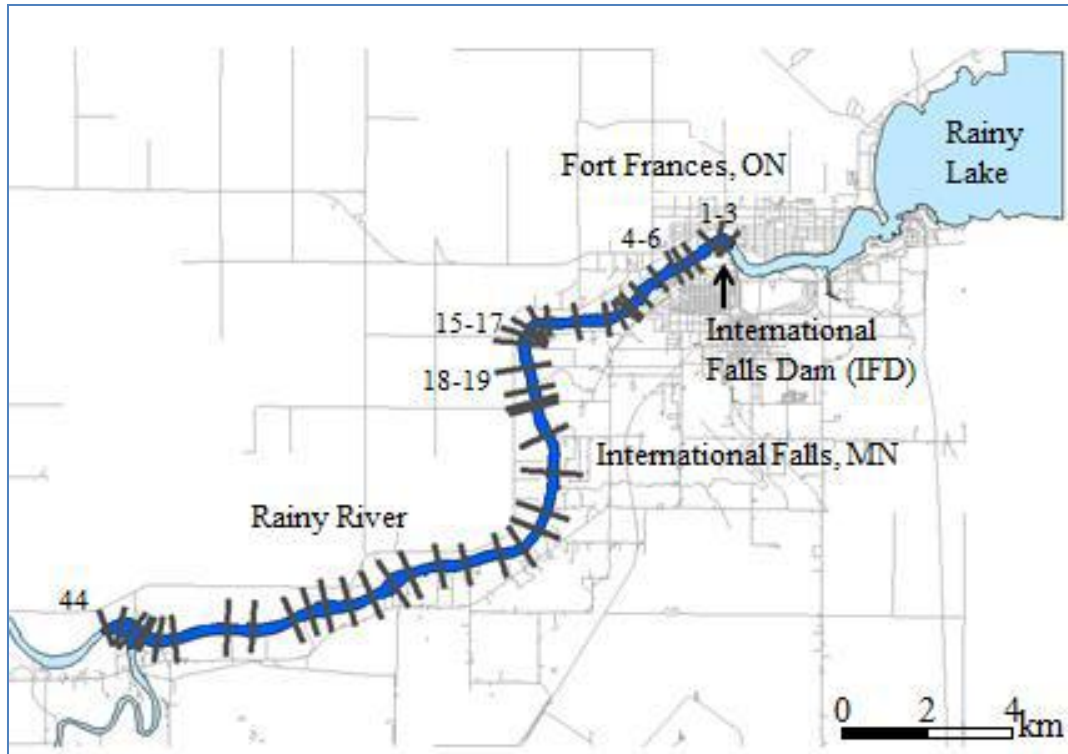 Rainy
Lake
Fort Frances, ON
1-3
4-6
15-17
International
Falls Dam (IFD)
18-19
International Falls, MN
Rainy River
44
0 2 4 km